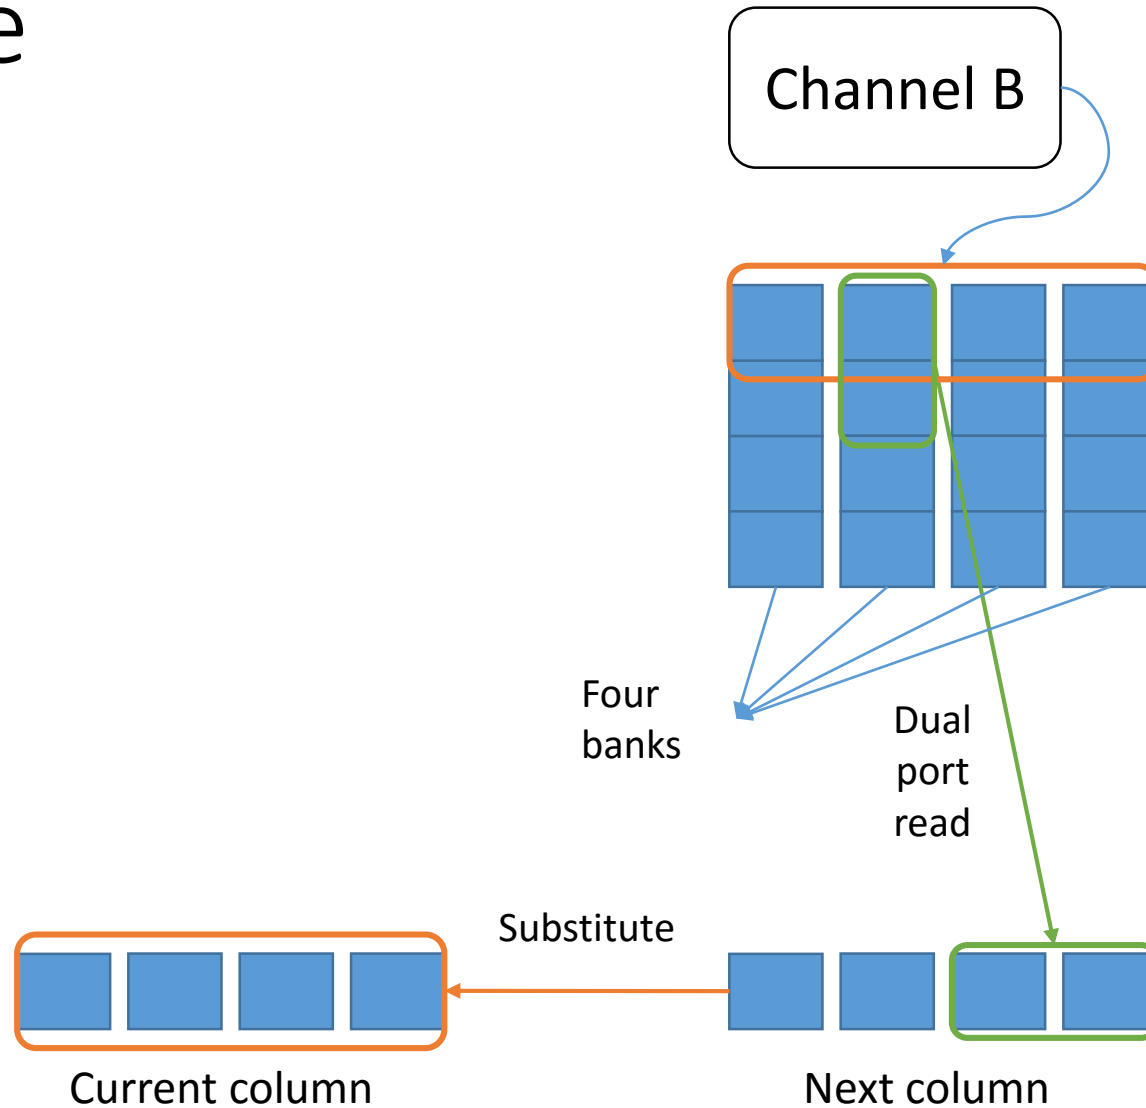 e
Channel B
Four
banks
Dual
port
read
Substitute
Current column
Next column